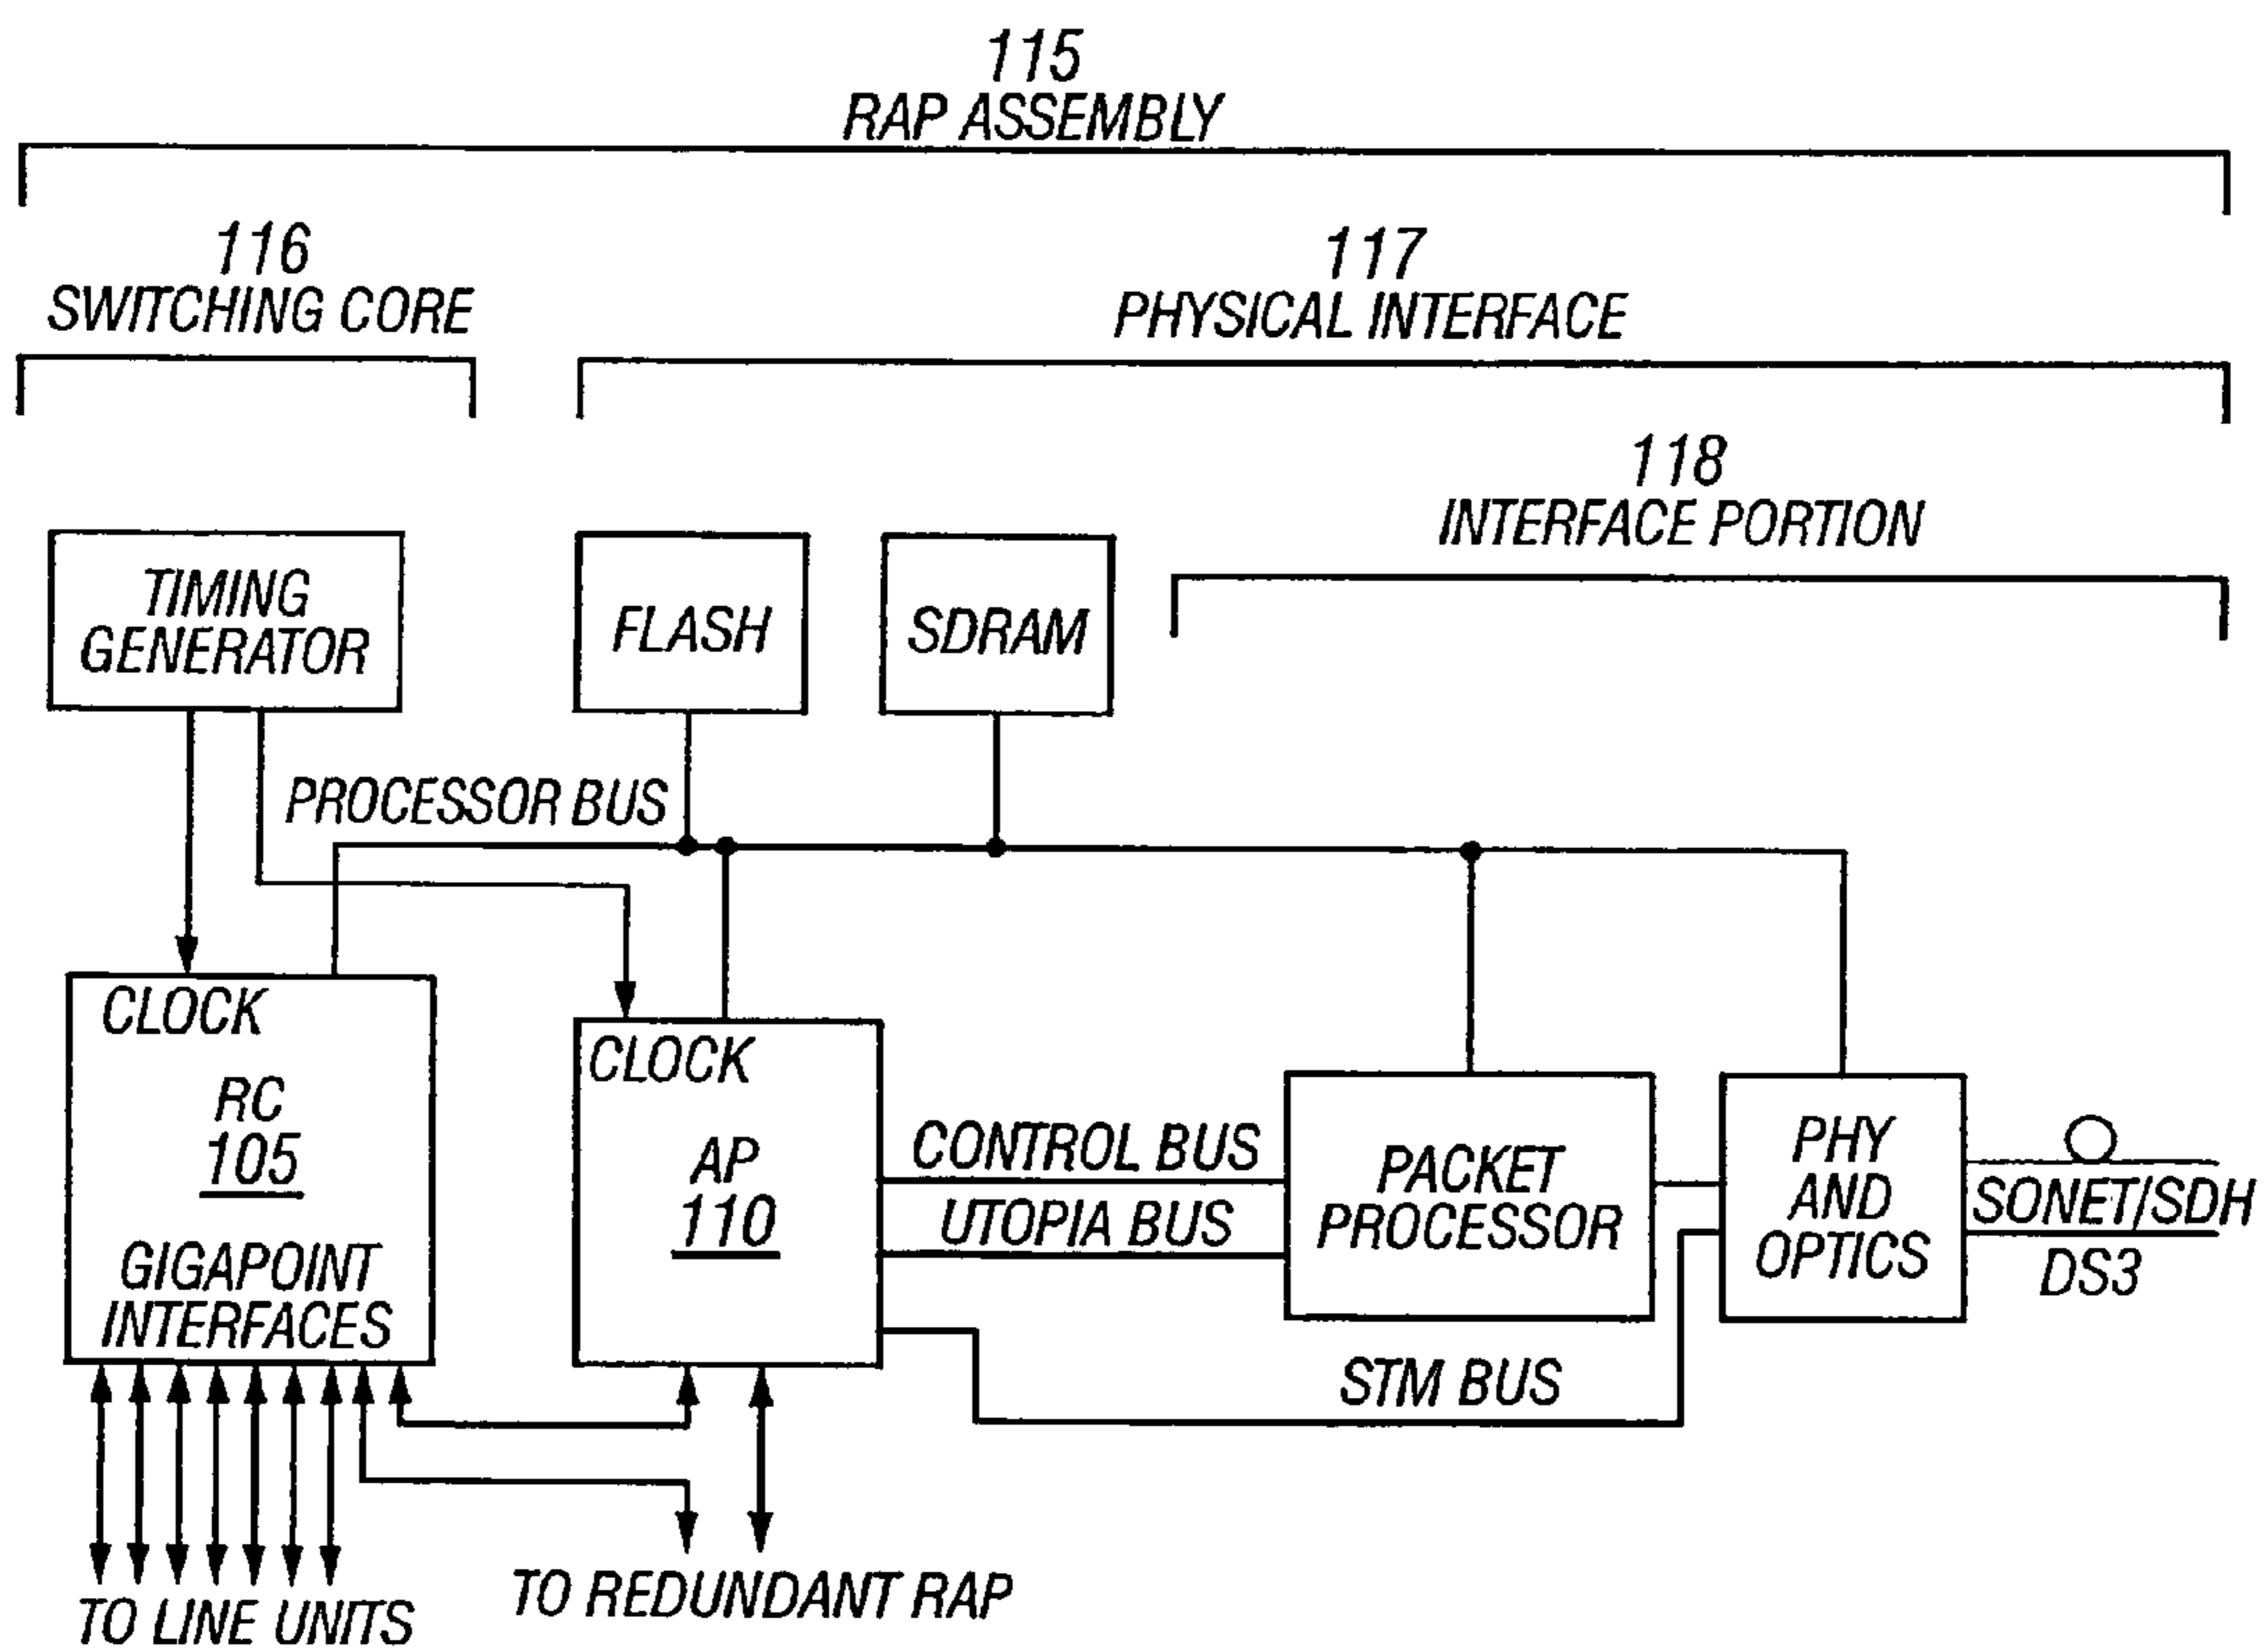 115
RAP ASSEMBLY
116
SWITCHING CORE
117
PHYSICAL INTERFACE
118
INTERFACE PORTION
TIMING
GENERATOR
FLASH
SDRAM
PROCESSOR BUS
CLOCK
RC
105
GIGAPOINT
INTERFACES
CLOCK
AP
110
CONTROL BUS
UTOPIA BUS
PACKET
PROCESSOR
PHY
AND
OPTICS
SONET/SDH
DS3
STM BUS
TO LINE UNITS
TO REDUNDANT RAP